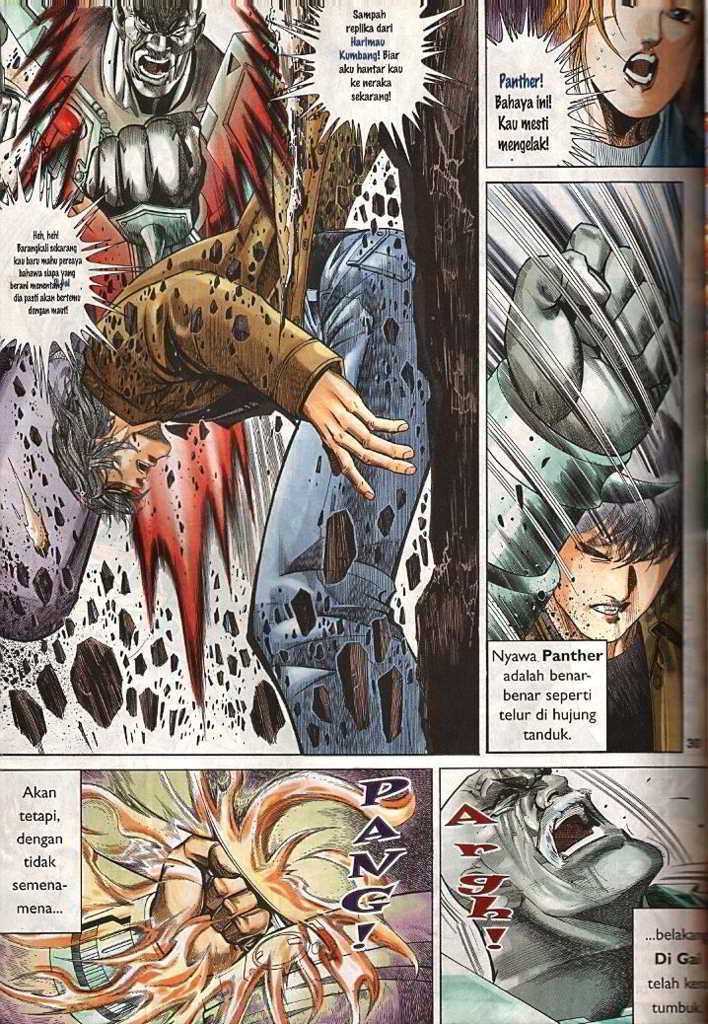 Sampah
replika dari
Harimau
Kumbang! Biar
aku hantar kau
ke neraka
sekarang!
Heh, heh!
Barangkali sekarang
kau baru mahu percaya
bahawa siapa yang
berani menentang
dia pasti akan bertemu
dengan maut!
Panther!
Bahaya ini!
Kau mesti
mengelak!
Nyawa Panther
adalah benar-
benar seperti
telur di hujung
tanduk.
Akan
tetapi,
dengan
tidak
semena-
mena...
PANG!
Argh!
...belakang
Di Gai
telah
tumbuk